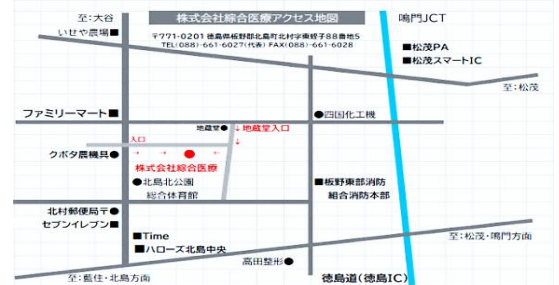 至:大谷
株式会社綜合医療アクセス地図
鳴門JCT
いせや農場■
〒771-0201 徳島県板野郡北島町北村字東蛭子88番地5
TEL(088)-661-6027(代表) FAX(088)-661-6028
■松茂PA
■松茂スマートIC
至:松茂
ファミリーマート■
地蔵堂●
↓地蔵堂入口
●四国化工機
入口
↓
クボタ農機具●
→ → ● ←
株式会社綜合医療
●北島北公園
総合体育館
■板野東部消防
組合消防本部
北村郵便局〒●
セブンイレブン■
■Time
■ハローズ北島中央
至:松茂・鳴門方面
高田整形●
至:藍住・北島方面
徳島道(徳島IC)